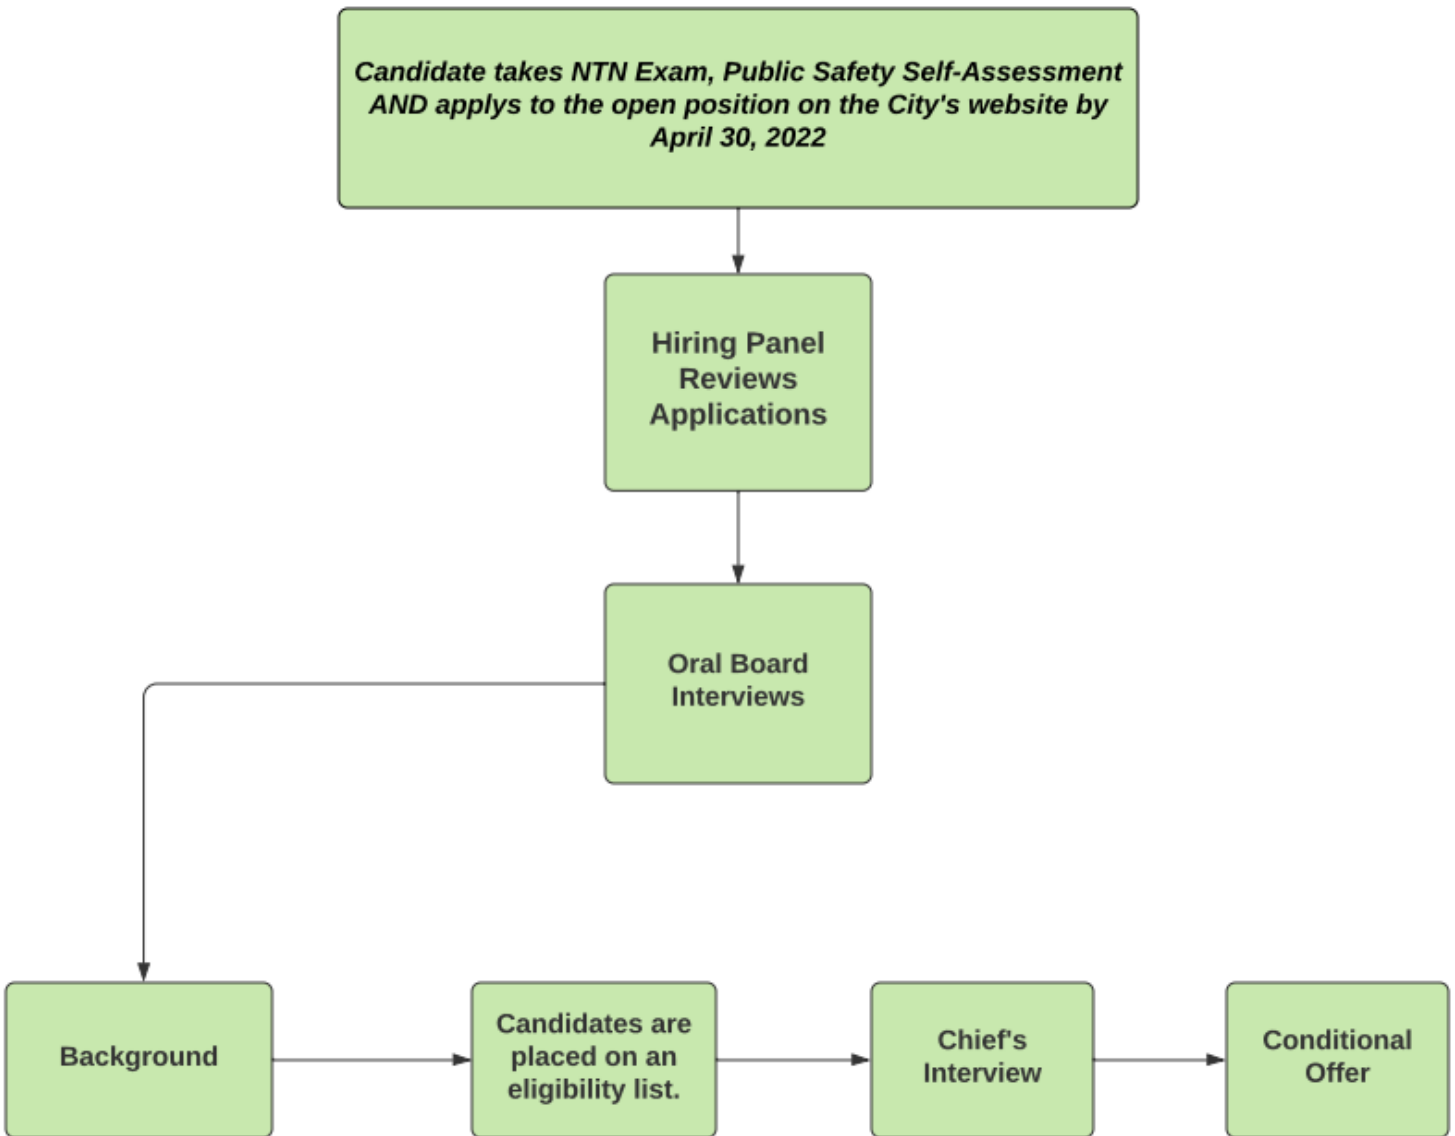 Candidate takes NTN Exam, Public Safety Self-Assessment
AND applys to the open position on the City's website by
April 30, 2022
Hiring Panel
Reviews
Applications
Oral Board
Interviews
Background
Candidates are
placed on an
eligibility list.
Chief's
Interview
Conditional
Offer